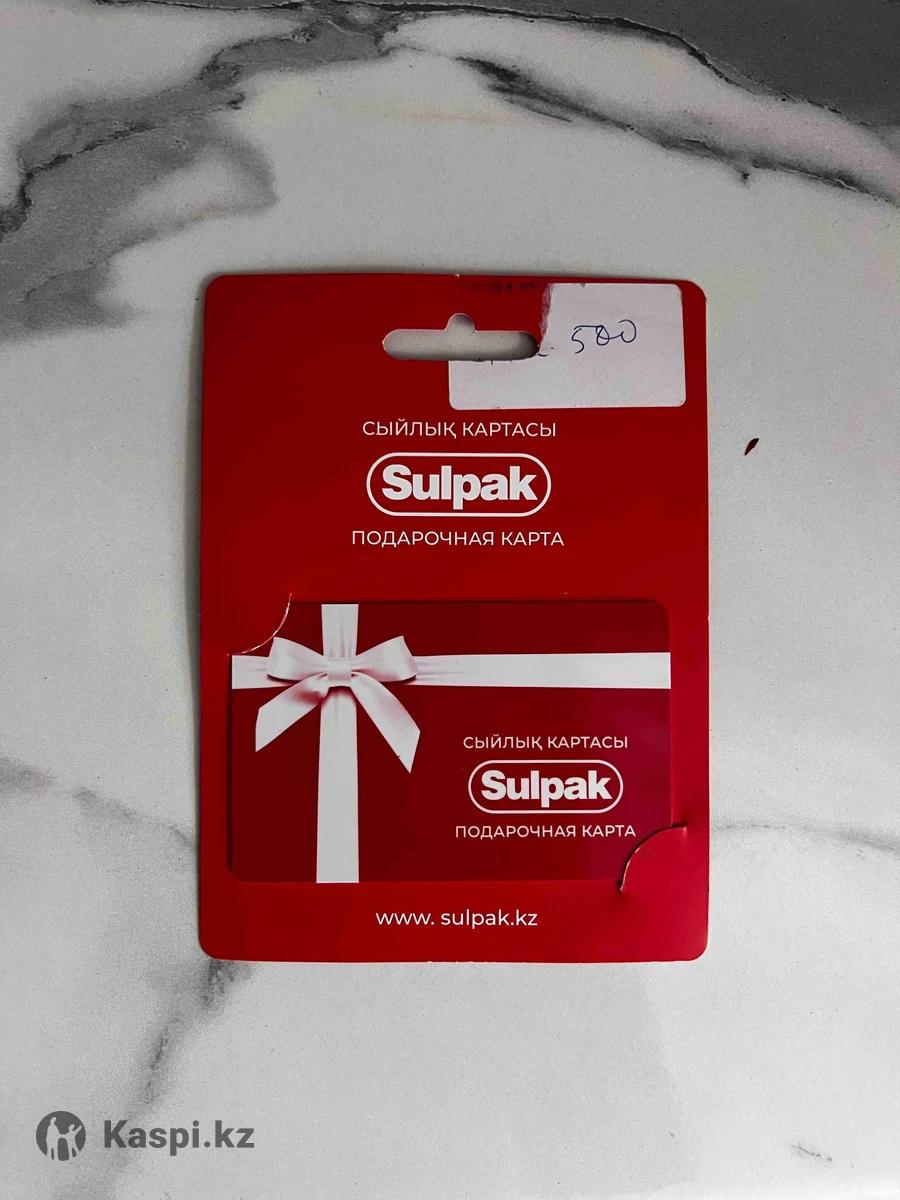 500
СЫЙЛЫҚ КАРТАСЫ
Sulpak
ПОДАРОЧНАЯ КАРТА
СЫЙЛЫҚ КАРТАСЫ
Sulpak
ПОДАРОЧНАЯ КАРТА
www. sulpak.kz
Kaspi.kz